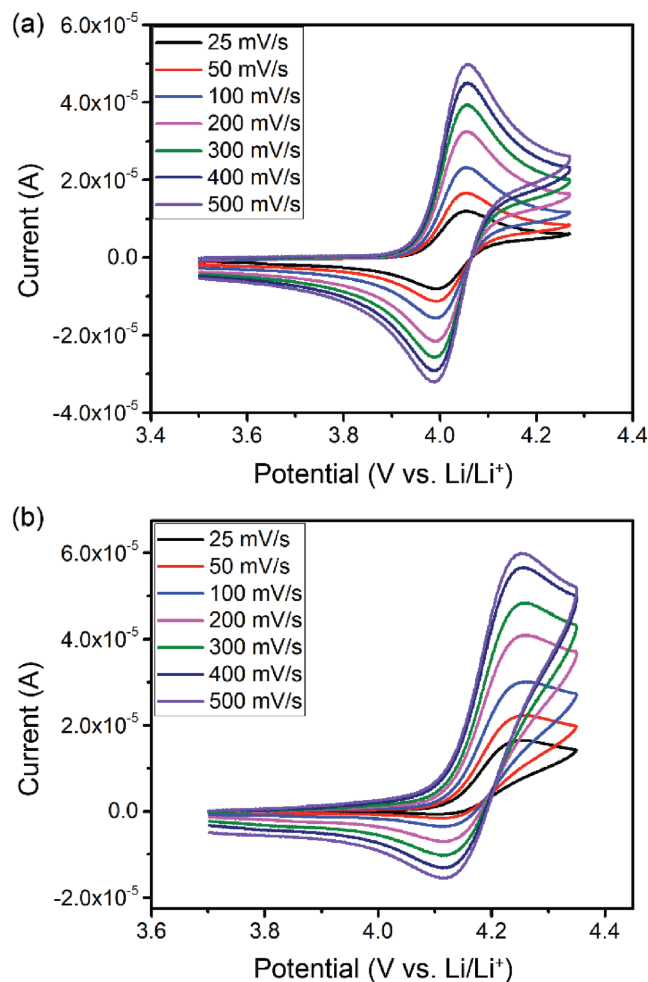 (a)
25 mV/s
50 mV/s
100 mV/s
200 mV/s
300 mV/s
400 mV/s
500 mV/s
6.0x10⁻⁵
4.0x10⁻⁵
2.0x10⁻⁵
0.0
-2.0x10⁻⁵
-4.0x10⁻⁵
Current (A)
3.4 3.6 3.8 4.0 4.2 4.4
Potential (V vs. Li/Li⁺)
(b)
25 mV/s
50 mV/s
100 mV/s
200 mV/s
300 mV/s
400 mV/s
500 mV/s
6.0x10⁻⁵
4.0x10⁻⁵
2.0x10⁻⁵
0.0
-2.0x10⁻⁵
Current (A)
3.6 3.8 4.0 4.2 4.4
Potential (V vs. Li/Li⁺)